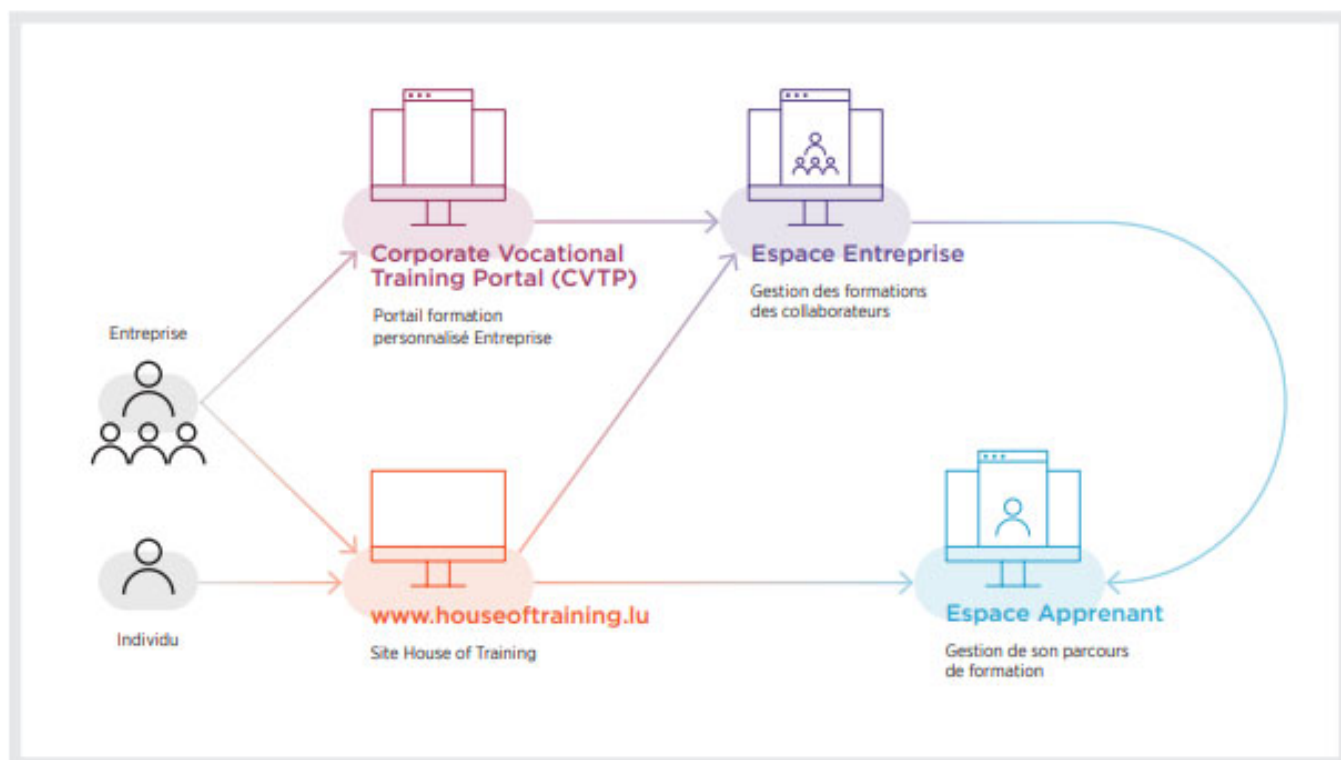 Corporate Vocational
Training Portal (CVTP)
Portail formation
personnalisé Entreprise
Espace Entreprise
Gestion des formations
des collaborateurs
Entreprise
Individu
www.houseoftraining.lu
Site House of Training
Espace Apprenant
Gestion de son parcours
de formation